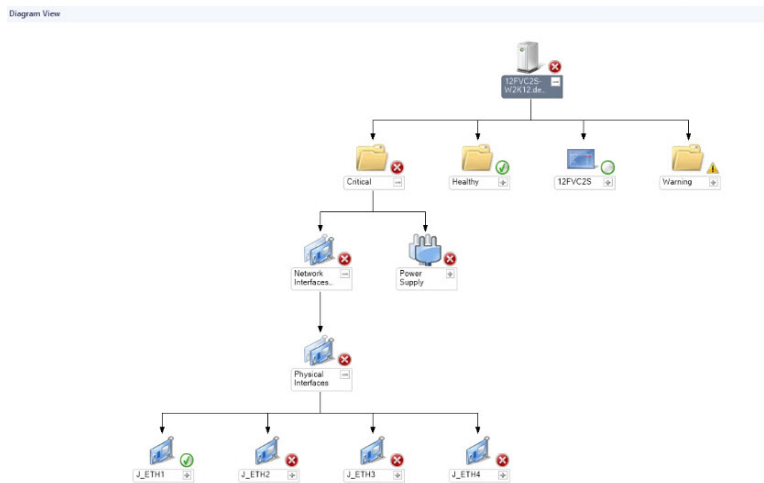 Diagram View
12FVC2S-
W2K12.de..
Critical
Healthy
12FVC2S
Warning
Network
Interfaces..
Power
Supply
Physical
Interfaces
J_ETH1
J_ETH2
J_ETH3
J_ETH4